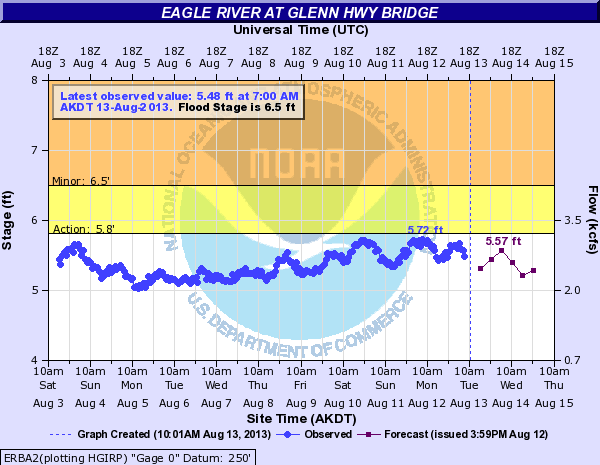 EAGLE RIVER AT GLENN HWY BRIDGE
Universal Time (UTC)
18Z 18Z 18Z 18Z 18Z 18Z 18Z 18Z 18Z 18Z 18Z 18Z 18Z
Aug 3 Aug 4 Aug 5 Aug 6 Aug 7 Aug 8 Aug 9 Aug 10 Aug 11 Aug 12 Aug 13 Aug 14 Aug 15
8
Latest observed value: 5.48 ft at 7:00 AM
AKDT 13-Aug-2013. Flood Stage is 6.5 ft
7
Minor: 6.5'
6 3.5
Action: 5.8'
5.72 ft
5.57 ft
5 2.0
4 0.7
Stage (ft)
Flow (kcfs)
NOAA
NATIONAL OCEANIC AND ATMOSPHERIC ADMINISTRATION
U.S. DEPARTMENT OF COMMERCE
10am 10am 10am 10am 10am 10am 10am 10am 10am 10am 10am 10am 10am
Sat Sun Mon Tue Wed Thu Fri Sat Sun Mon Tue Wed Thu
Aug 3 Aug 4 Aug 5 Aug 6 Aug 7 Aug 8 Aug 9 Aug 10 Aug 11 Aug 12 Aug 13 Aug 14 Aug 15
Site Time (AKDT)
Graph Created (10:01AM Aug 13, 2013) Observed Forecast (issued 3:59PM Aug 12)
ERBA2(plotting HGIRP) "Gage 0" Datum: 250'